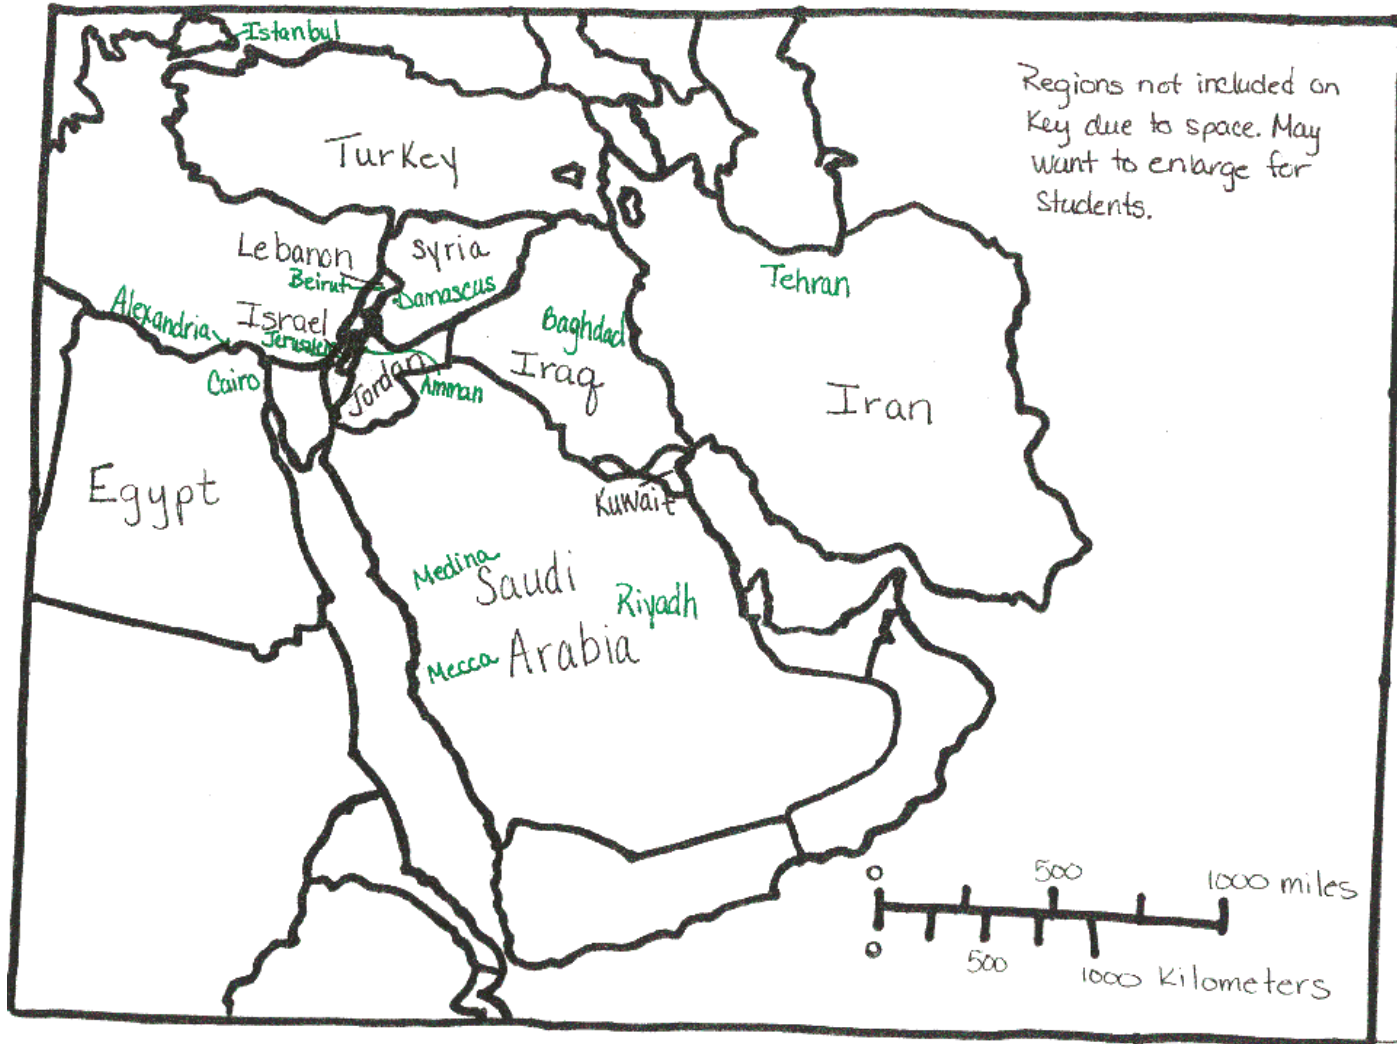 Istanbul
Regions not included on
Key due to space. May
want to enlarge for
Students.
Turkey
Lebanon
Syria
Beirut
Damascus
Tehran
Alexandria
Israel
Jerusalem
Baghdad
Cairo
Jordan
Amman
Iraq
Iran
Egypt
Kuwait
Medina
Saudi
Riyadh
Arabia
Mecca
0 500 1000 miles
0 500 1000 Kilometers